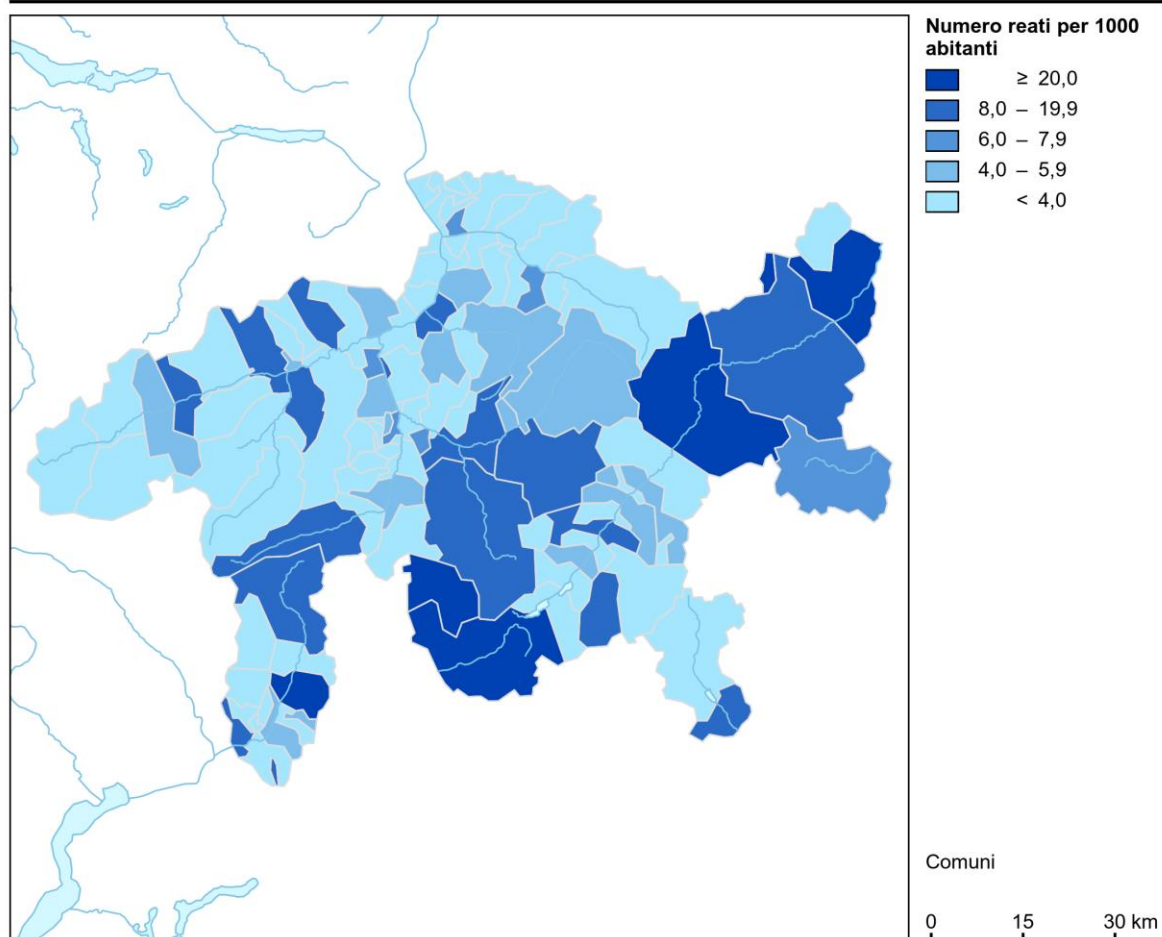 Numero reati per 1000
abitanti
≥ 20,0
8,0 – 19,9
6,0 – 7,9
4,0 – 5,9
< 4,0
Comuni
0 15 30 km